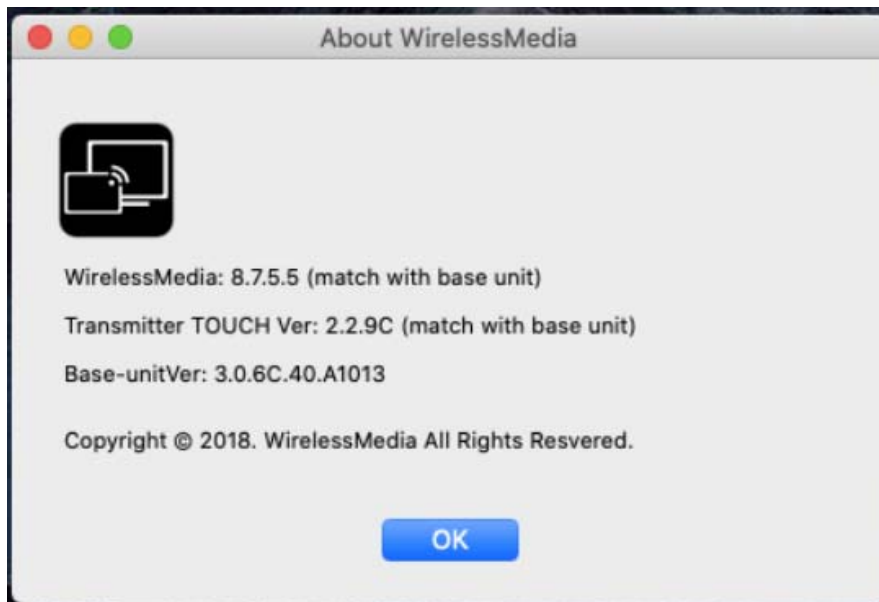 About WirelessMedia
WirelessMedia: 8.7.5.5 (match with base unit)
Transmitter TOUCH Ver: 2.2.9C (match with base unit)
Base-unitVer: 3.0.6C.40.A1013
Copyright © 2018. WirelessMedia All Rights Resvered.
OK